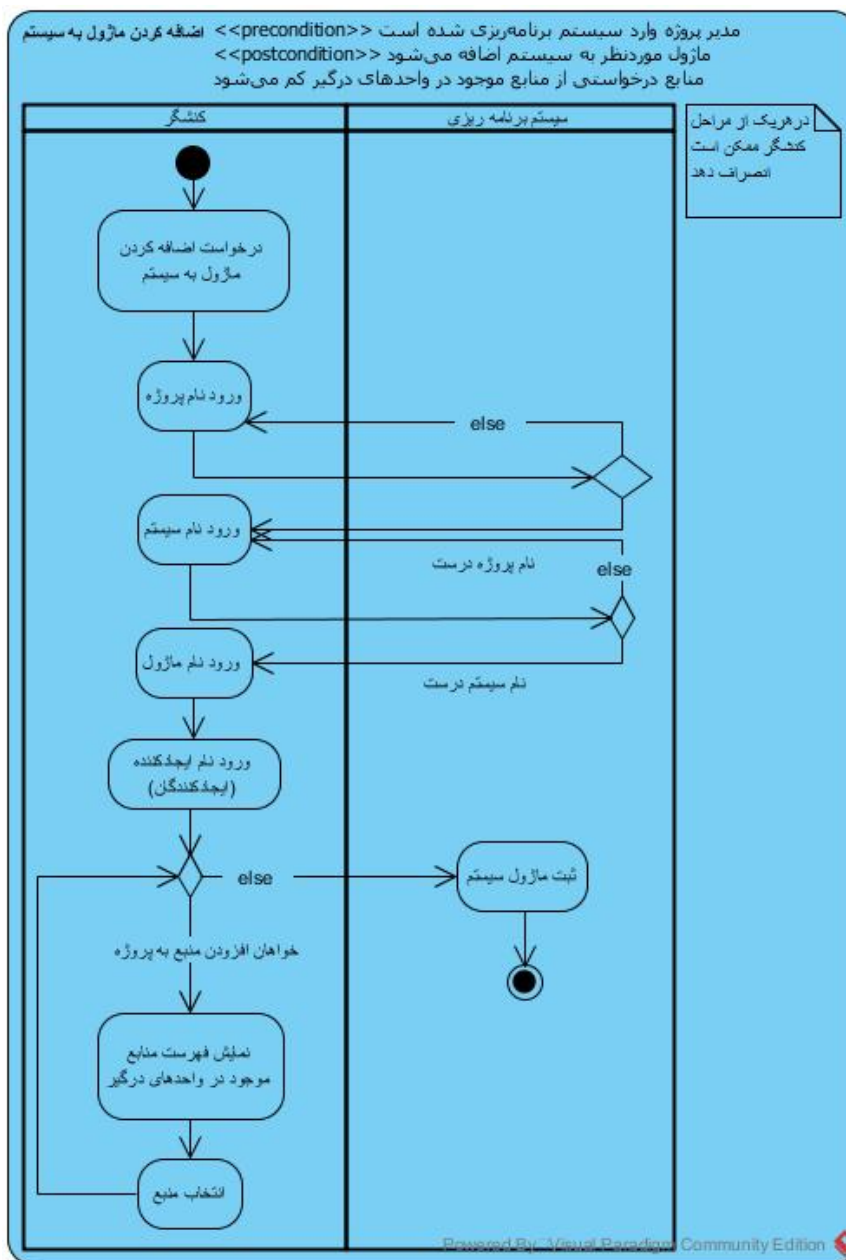 اضافه کردن ماژول به سیستم <<precondition>> مدیر پروژه وارد سیستم برنامه‌ریزی شده است
<<postcondition>> ماژول موردنظر به سیستم اضافه می‌شود
منابع درخواستی از منابع موجود در واحدهای درگیر کم می‌شود
کنشگر
سیستم برنامه ریزی
درهریک از مراحل
کنشگر ممکن است
انصراف دهد
درخواست اضافه کردن
ماژول به سیستم
ورود نام پروژه
else
ورود نام سیستم
نام پروژه درست
else
ورود نام ماژول
نام سیستم درست
ورود نام ایجادکننده
(ایجادکنندگان)
else
ثبت ماژول سیستم
خواهان افزودن منبع به پروژه
نمایش فهرست منابع
موجود در واحدهای درگیر
انتخاب منبع
Powered By Visual Paradigm Community Edition